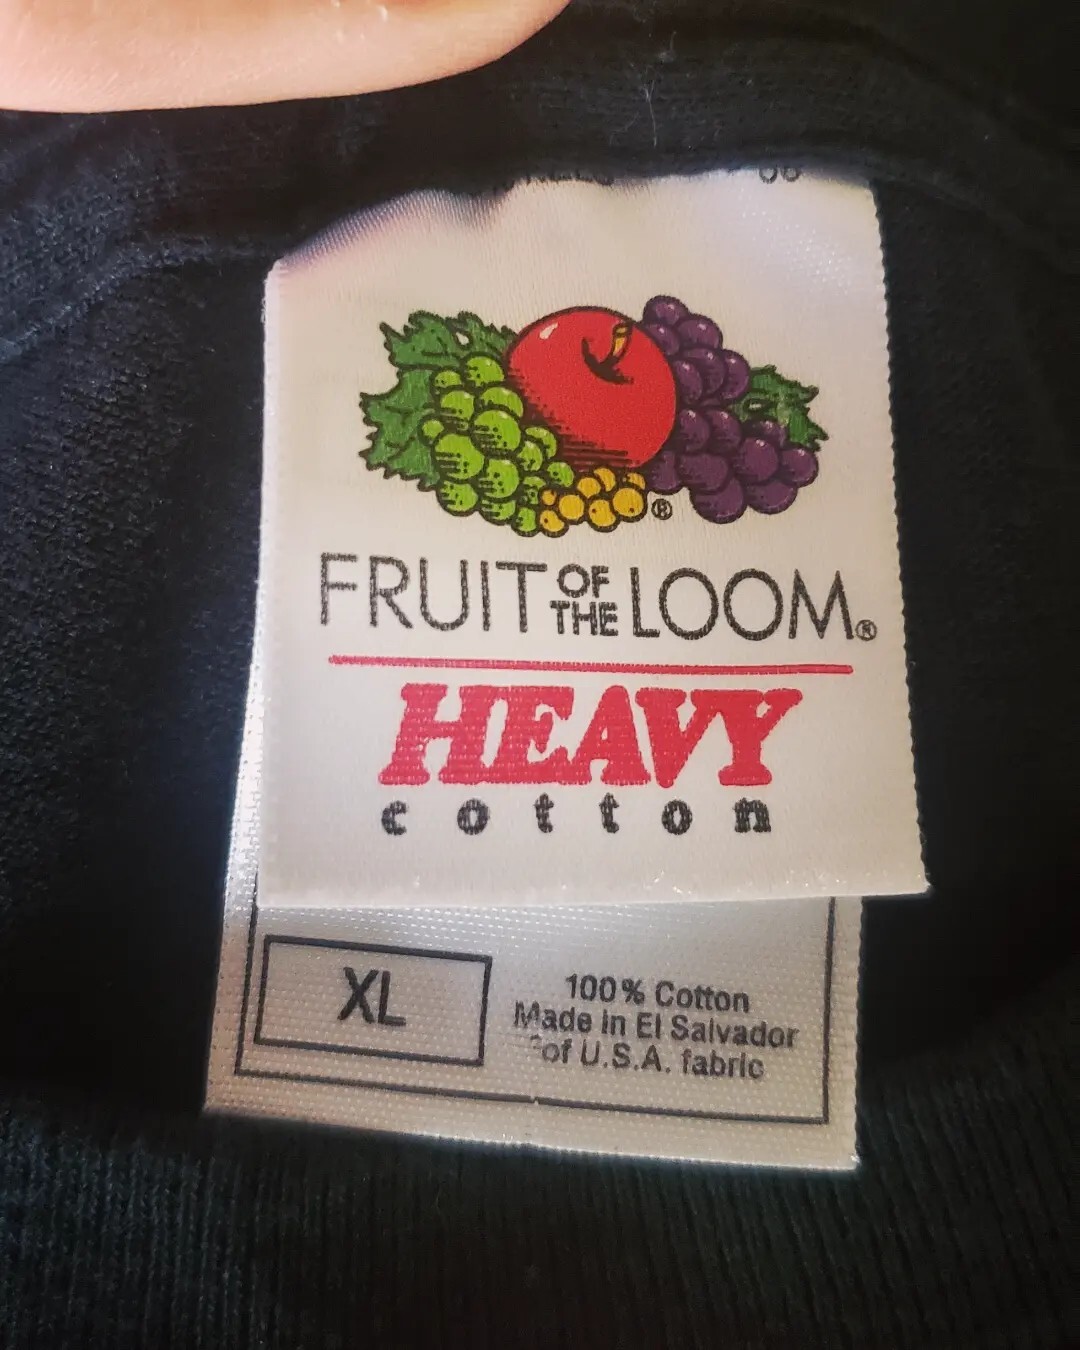 ®
FRUIT OF THE LOOM®
HEAVY
cotton
XL
100% Cotton
Made in El Salvador
of U.S.A. fabric